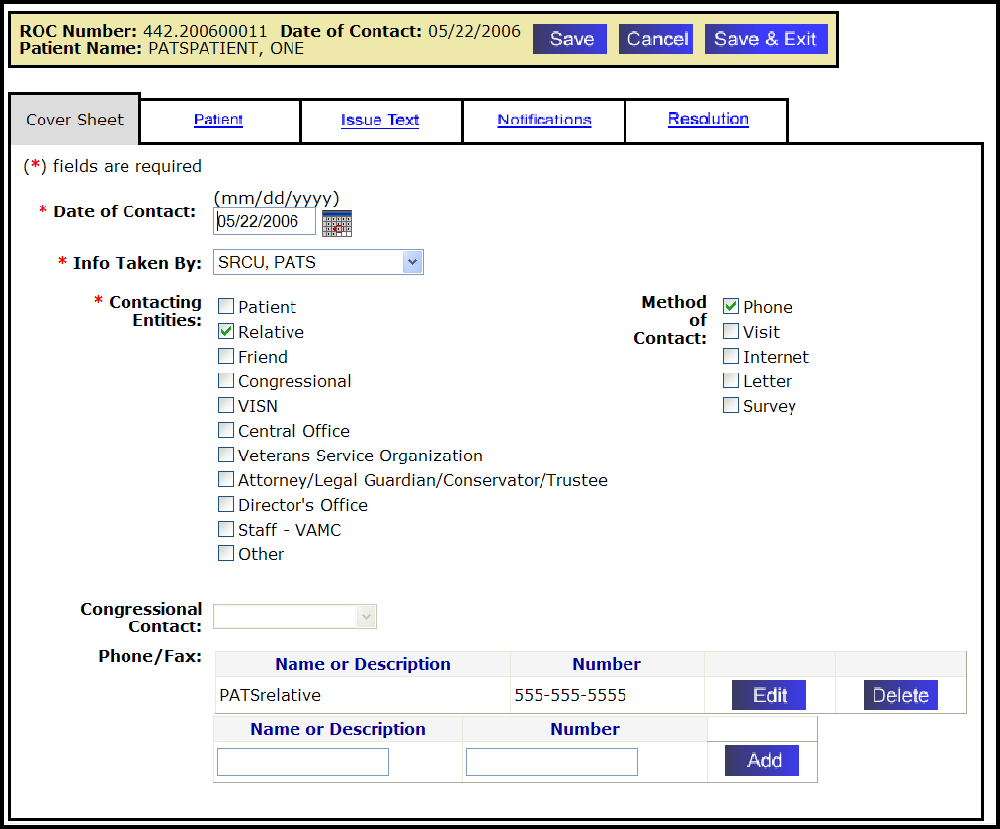 ROC Number: 442.200600011 Date of Contact: 05/22/2006 Save Cancel Save & Exit
Patient Name: PATSPATIENT, ONE
Cover Sheet Patient Issue Text Notifications Resolution
(*) fields are required
(mm/dd/yyyy)
* Date of Contact: 05/22/2006
* Info Taken By: SRCU, PATS
* Contacting Entities:
Patient
Relative
Friend
Congressional
VISN
Central Office
Veterans Service Organization
Attorney/Legal Guardian/Conservator/Trustee
Director's Office
Staff - VAMC
Other
Method
of
Contact:
Phone
Visit
Internet
Letter
Survey
Congressional
Contact:
Phone/Fax:
Name or Description Number
PATSrelative 555-555-5555 Edit Delete
Name or Description Number
Add